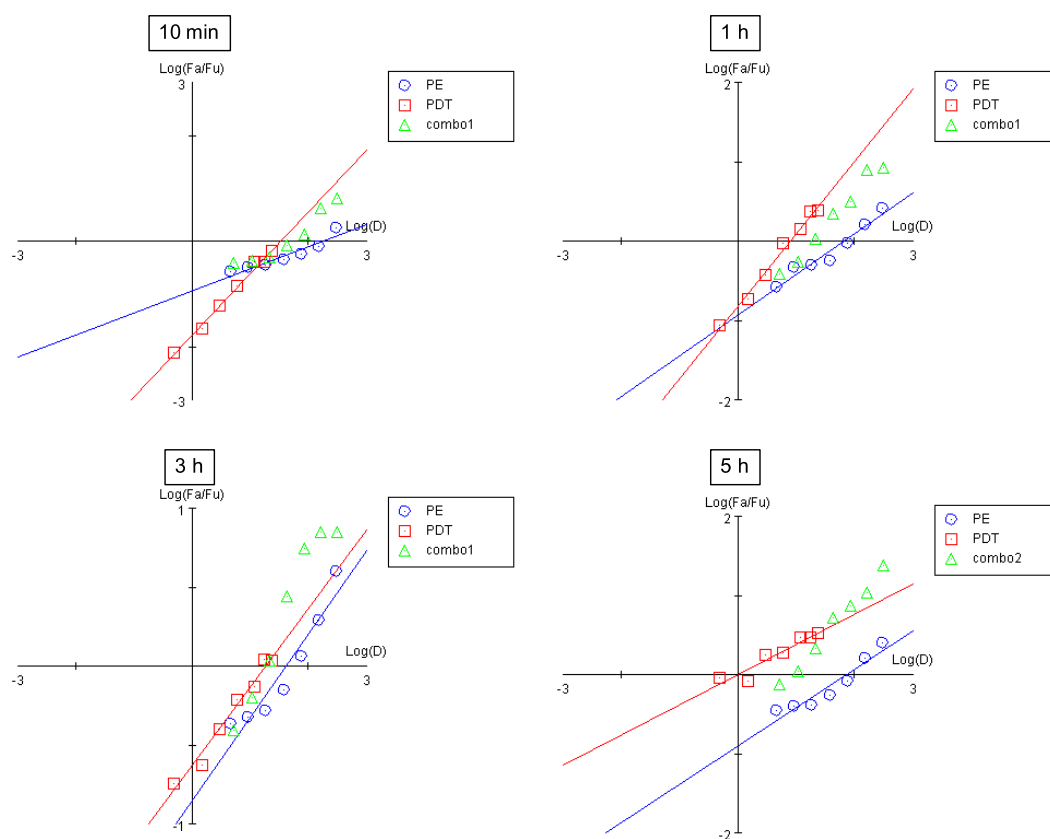 10 min
Log(Fa/Fu)
3
PE
PDT
combo1
Log(D)
-3
3
-3
1 h
Log(Fa/Fu)
2
PE
PDT
combo1
Log(D)
-3
3
-2
3 h
Log(Fa/Fu)
1
PE
PDT
combo1
Log(D)
-3
3
-1
5 h
Log(Fa/Fu)
2
PE
PDT
combo2
Log(D)
-3
3
-2